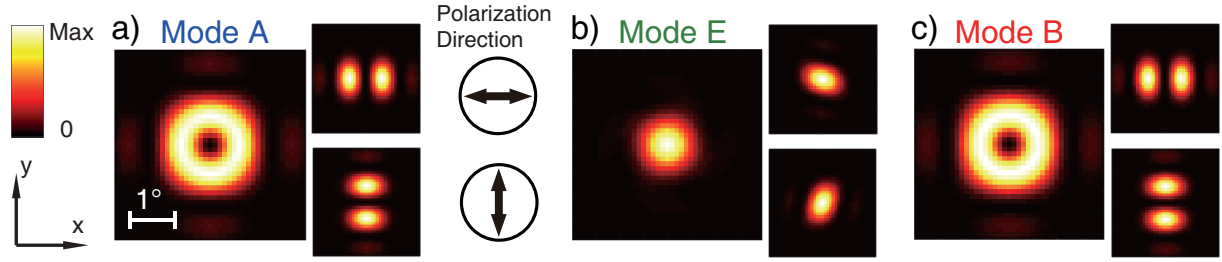 Max
0
y
x
a) Mode A
1°
Polarization
Direction
b) Mode E
c) Mode B